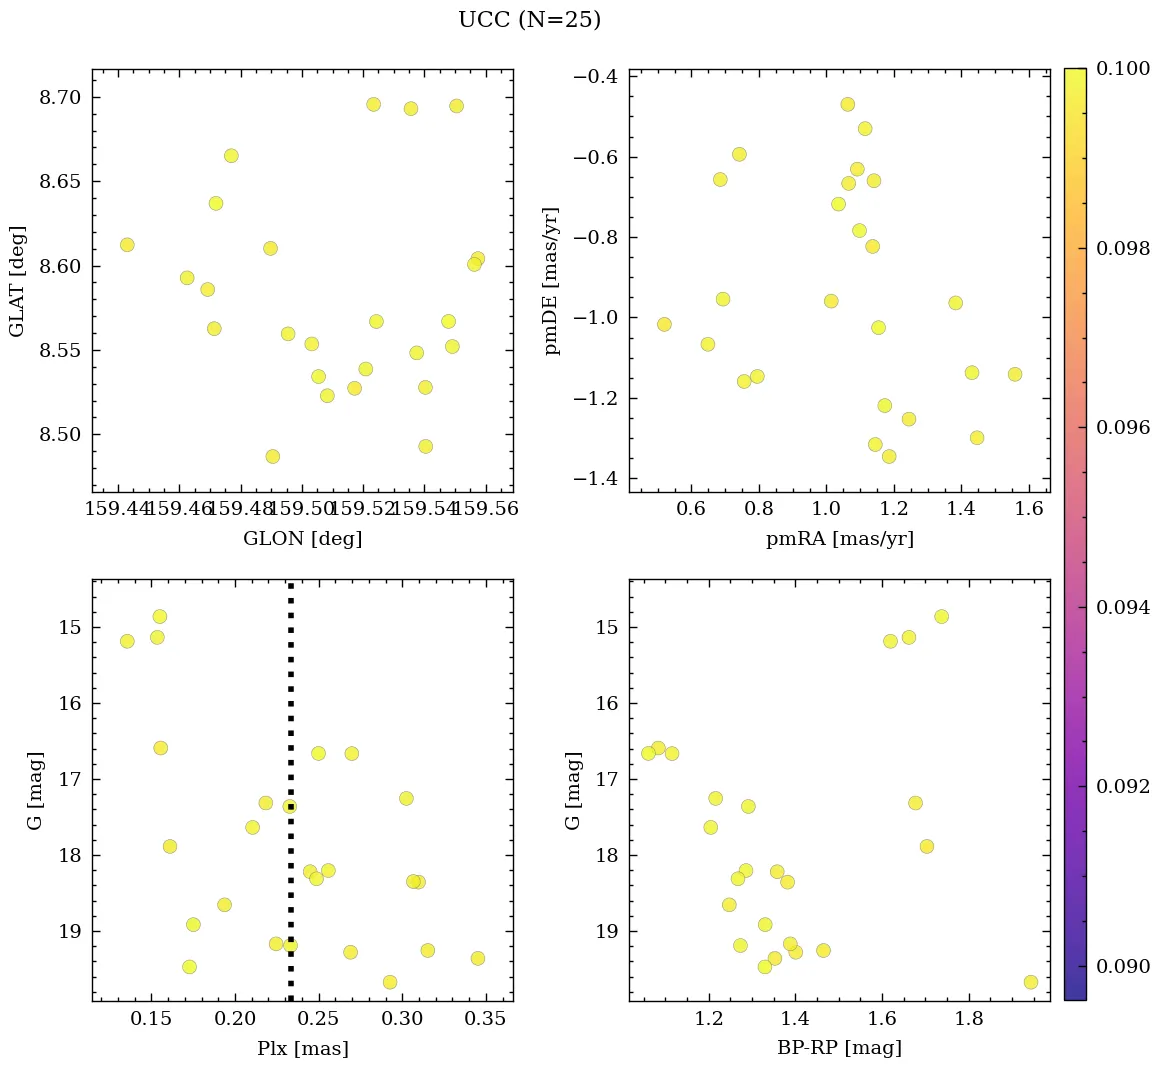 UCC (N=25)
8.70
8.65
8.60
8.55
8.50
GLAT [deg]
159.44 159.46 159.48 159.50 159.52 159.54 159.56
GLON [deg]
−0.4
−0.6
−0.8
−1.0
−1.2
−1.4
pmDE [mas/yr]
0.6 0.8 1.0 1.2 1.4 1.6
pmRA [mas/yr]
15
16
17
18
19
G [mag]
0.15 0.20 0.25 0.30 0.35
Plx [mas]
15
16
17
18
19
G [mag]
1.2 1.4 1.6 1.8
BP-RP [mag]
0.100
0.098
0.096
0.094
0.092
0.090